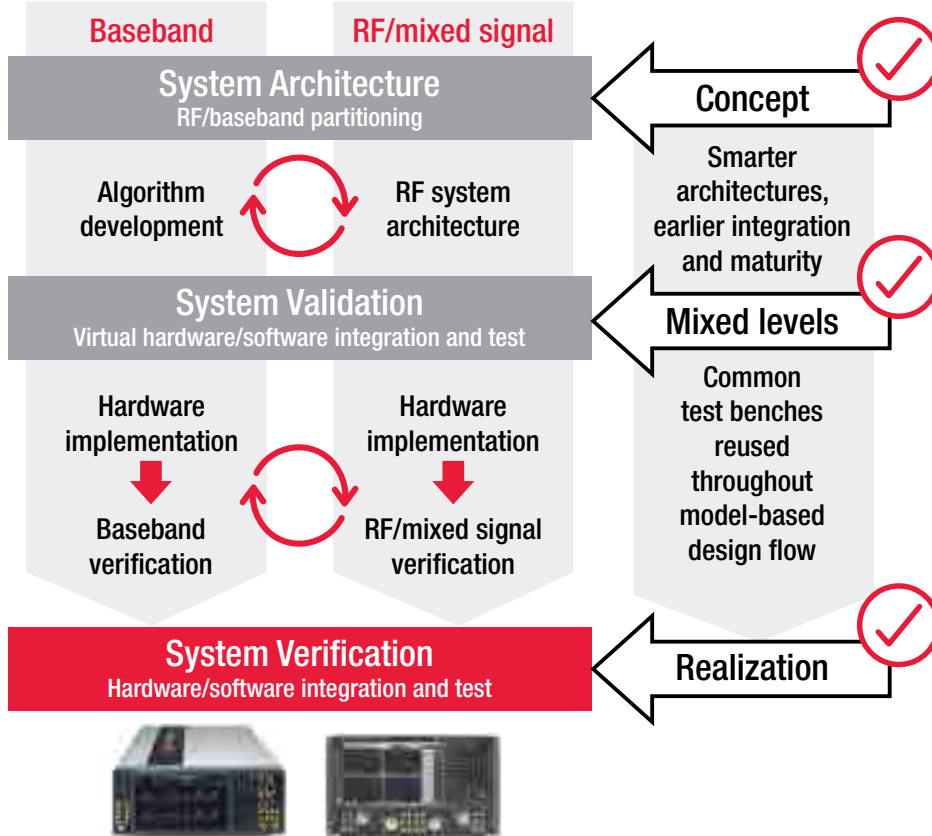 Baseband
RF/mixed signal
System Architecture
RF/baseband partitioning
Concept
Algorithm
development
RF system
architecture
Smarter
architectures,
earlier integration
and maturity
System Validation
Virtual hardware/software integration and test
Mixed levels
Hardware
implementation
Hardware
implementation
Common
test benches
reused
throughout
model-based
design flow
Baseband
verification
RF/mixed signal
verification
System Verification
Hardware/software integration and test
Realization